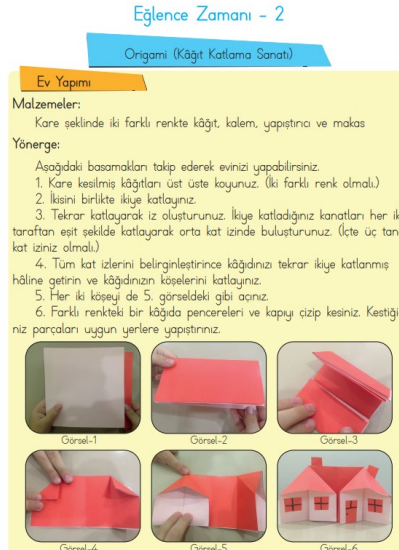 Eğlence Zamanı - 2
Origami (Kâğıt Katlama Sanatı)
Ev Yapımı
Malzemeler:
Kare şeklinde iki farklı renkte kâğıt, kalem, yapıştırıcı ve makas
Yönerge:
Aşağıdaki basamakları takip ederek evinizi yapabilirsiniz.
1. Kare kesilmiş kâğıtları üst üste koyunuz. (İki farklı renk olmalı.)
2. İkisini birlikte ikiye katlayınız.
3. Tekrar katlayarak iz oluşturunuz. İkiye katladığınız kanatları her ik
taraftan eşit şekilde katlayarak orta kat izinde buluşturunuz. (İçte üç tan
kat iziniz olmalı.)
4. Tüm kat izlerini belirginleştirince kâğıdınızı tekrar ikiye katlanmış
hâline getirin ve kâğıdınızın köşelerini katlayınız.
5. Her iki köşeyi de 5. görseldeki gibi açınız.
6. Farklı renkteki bir kâğıda pencereleri ve kapıyı çizip kesiniz. Kestiği
niz parçaları uygun yerlere yapıştırınız.
Görsel-1 Görsel-2 Görsel-3
Görsel-4 Görsel-5 Görsel-6